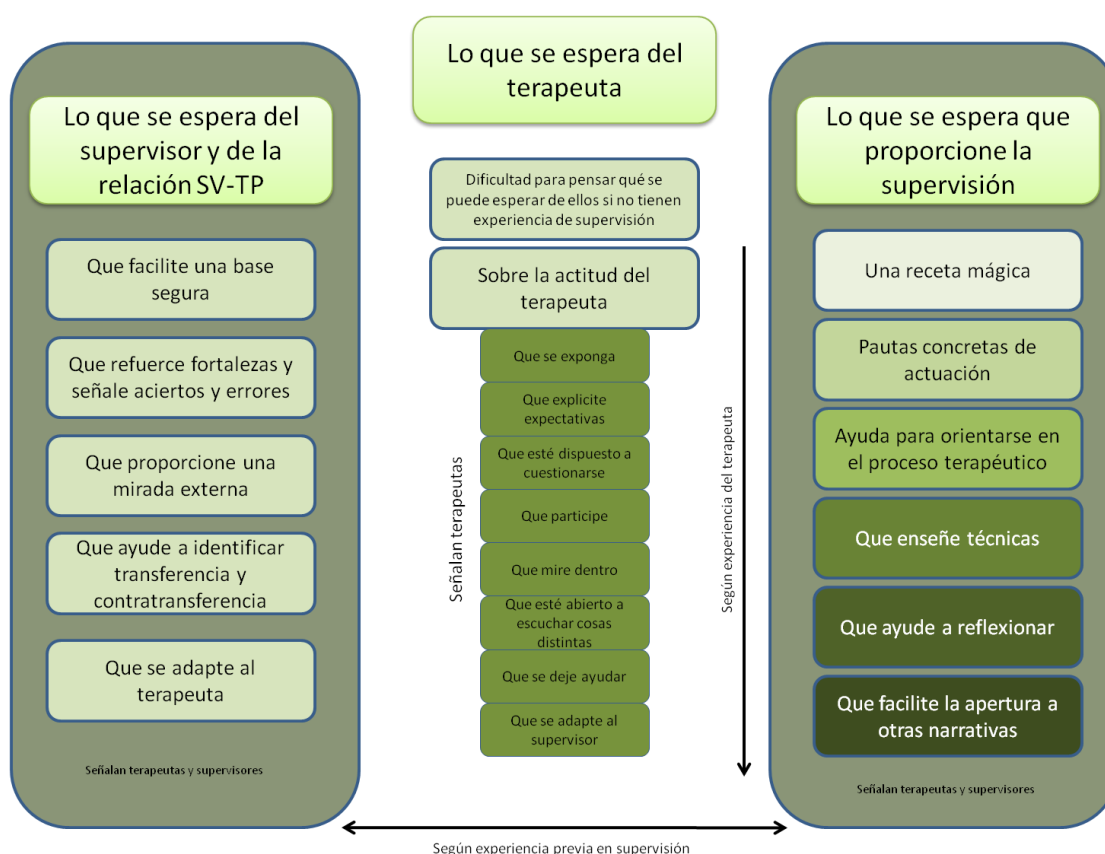 Lo que se espera del
supervisor y de la
relación SV-TP
Que facilite una base
segura
Que refuerce fortalezas y
señale aciertos y errores
Que proporcione una
mirada externa
Que ayude a identificar
transferencia y
contratransferencia
Que se adapte al
terapeuta
Señalan terapeutas y supervisores
Lo que se espera del
terapeuta
Dificultad para pensar qué se
puede esperar de ellos si no tienen
experiencia de supervisión
Sobre la actitud del
terapeuta
Señalan terapeutas
Que se exponga
Que explicite
expectativas
Que esté dispuesto a
cuestionarse
Que participe
Que mire dentro
Que esté abierto a
escuchar cosas
distintas
Que se deje ayudar
Que se adapte al
supervisor
Según experiencia del terapeuta
Lo que se espera que
proporcione la
supervisión
Una receta mágica
Pautas concretas de
actuación
Ayuda para orientarse en
el proceso terapéutico
Que enseñe técnicas
Que ayude a reflexionar
Que facilite la apertura a
otras narrativas
Señalan terapeutas y supervisores
Según experiencia previa en supervisión